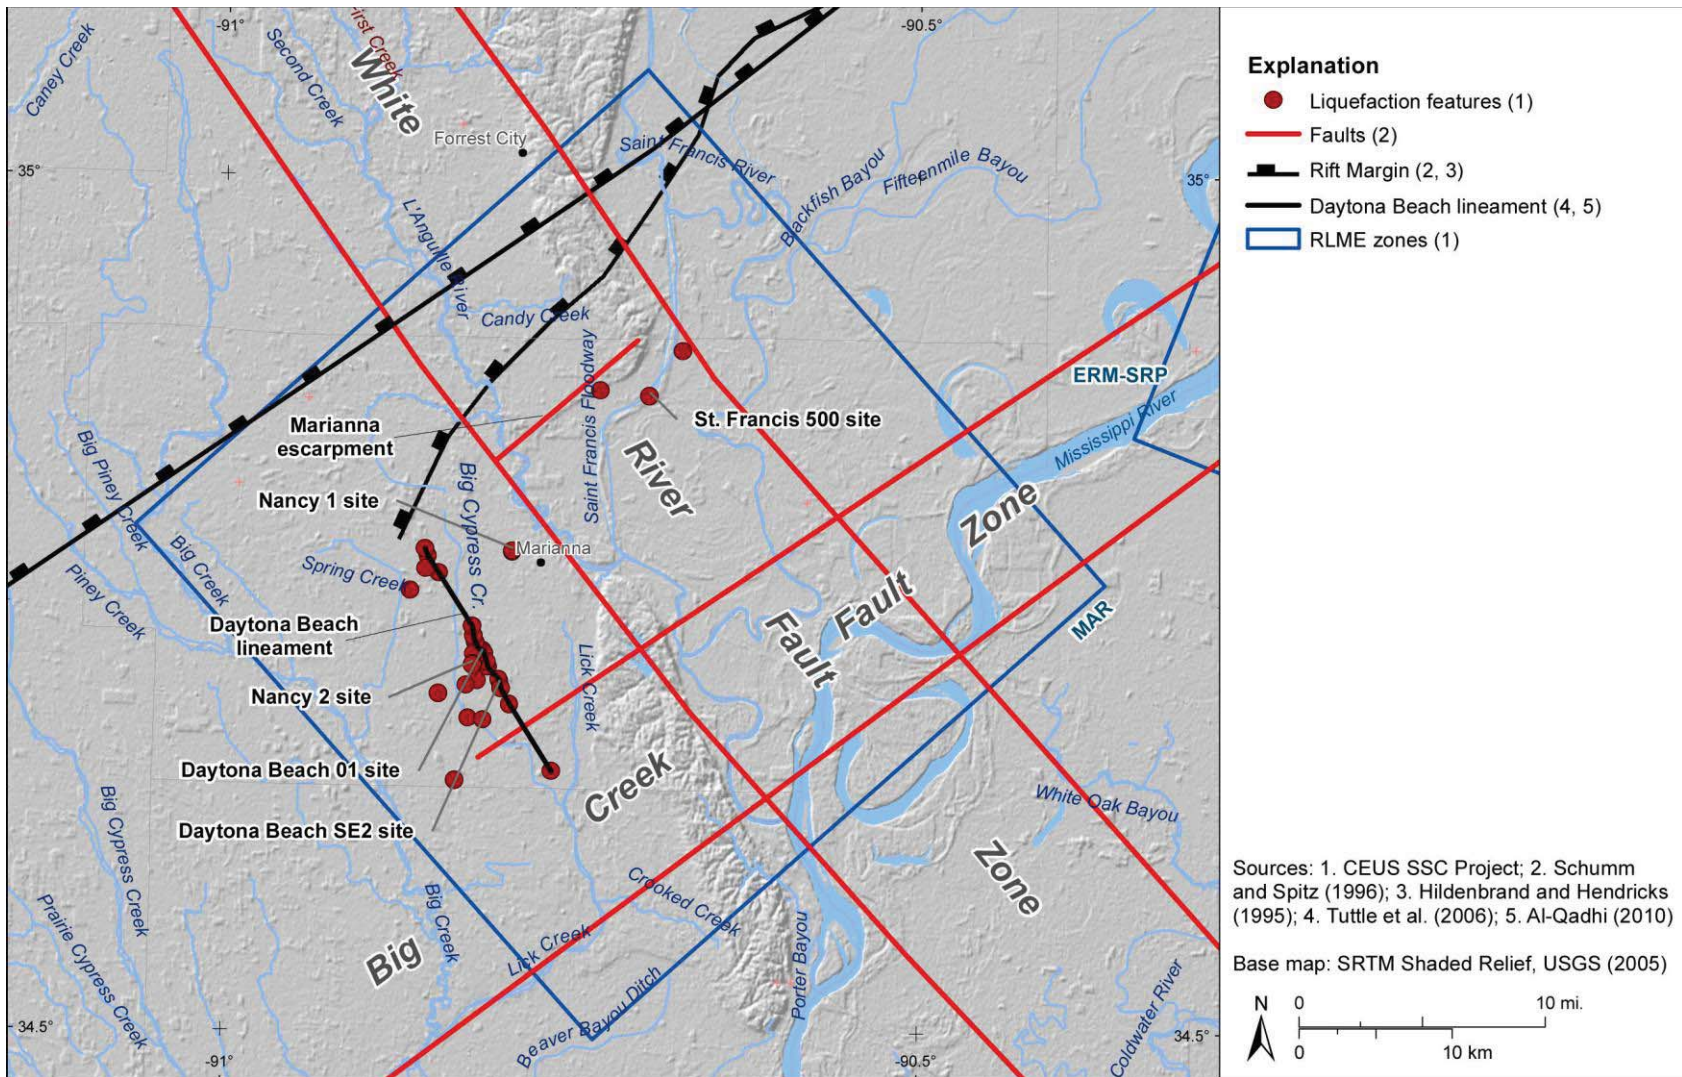 -91°
-90.5°
Caney Creek
Second Creek
First Creek
White
Forrest City
35°
Saint Francis River
Blackfish Bayou
Fifteenmile Bayou
35°
L'Anguille River
Candy Creek
ERM-SRP
Marianna
escarpment
St. Francis 500 site
Mississippi River
Saint Francis Floodway
River
Big Piney Creek
Big Cypress Cr.
Nancy 1 site
Zone
Marianna
Big Creek
Spring Creek
Piney Creek
Fault
Fault
MAR
Daytona Beach
lineament
Lick Creek
Nancy 2 site
Daytona Beach 01 site
Creek
White Oak Bayou
Daytona Beach SE2 site
Big Cypress Creek
Zone
Crooked Creek
Prairie Cypress Creek
Big Creek
Big
Lick Creek
Porter Bayou
Beaver Bayou Ditch
Coldwater River
34.5°
34.5°
-91°
-90.5°
Explanation
Liquefaction features (1)
Faults (2)
Rift Margin (2, 3)
Daytona Beach lineament (4, 5)
RLME zones (1)
Sources: 1. CEUS SSC Project; 2. Schumm
and Spitz (1996); 3. Hildenbrand and Hendricks
(1995); 4. Tuttle et al. (2006); 5. Al-Qadhi (2010)
Base map: SRTM Shaded Relief, USGS (2005)
N
0 10 mi.
0 10 km